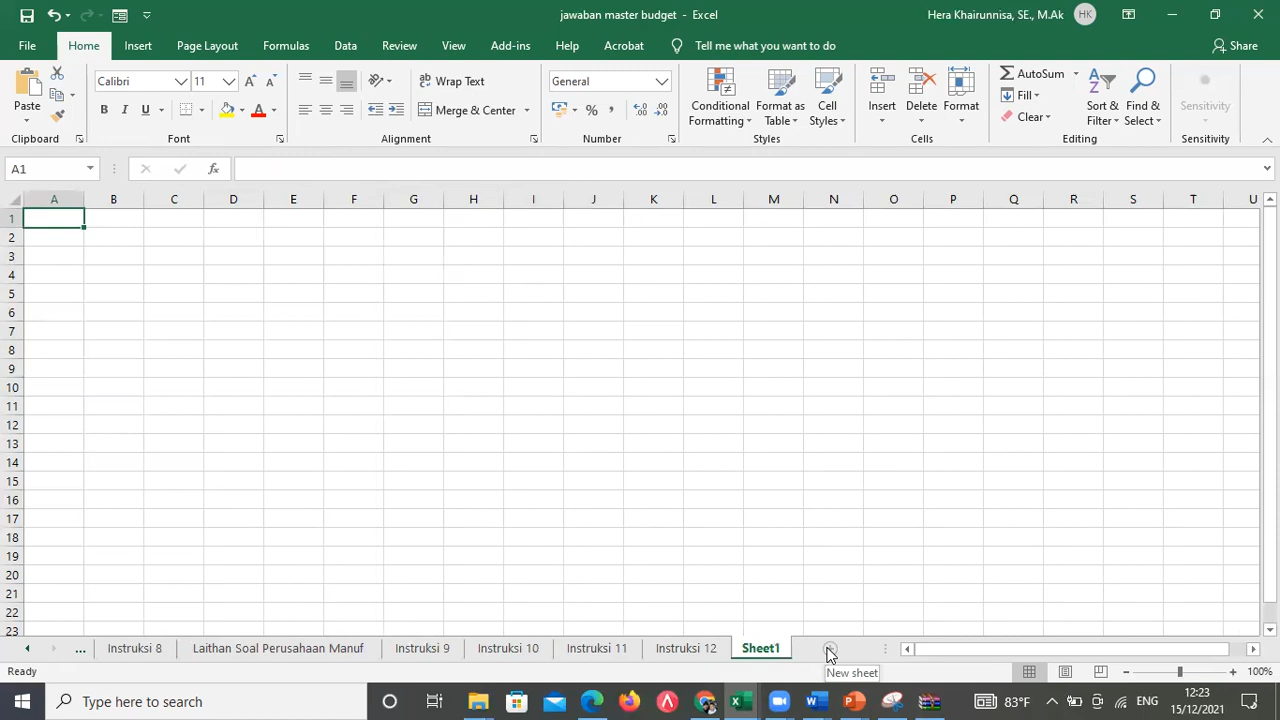 jawaban master budget - Excel
Hera Khairunnisa, SE., M.Ak
HK
File Home Insert Page Layout Formulas Data Review View Add-ins Help Acrobat Tell me what you want to do Share
Paste
Calibri 11
B I U
A A
Wrap Text
Merge & Center
General
%
Conditional Formatting
Format as Table
Cell Styles
Insert
Delete
Format
AutoSum
Fill
Clear
Sort & Filter
Find & Select
Sensitivity
Clipboard Font Alignment Number Styles Cells Editing Sensitivity
A1 fx
A B C D E F G H I J K L M N O P Q R S T U
1
2
3
4
5
6
7
8
9
10
11
12
13
14
15
16
17
18
19
20
21
22
23
... Instruksi 8 Laithan Soal Perusahaan Manuf Instruksi 9 Instruksi 10 Instruksi 11 Instruksi 12 Sheet1
New sheet
Ready
100%
Type here to search
83°F
ENG
12:23
15/12/2021